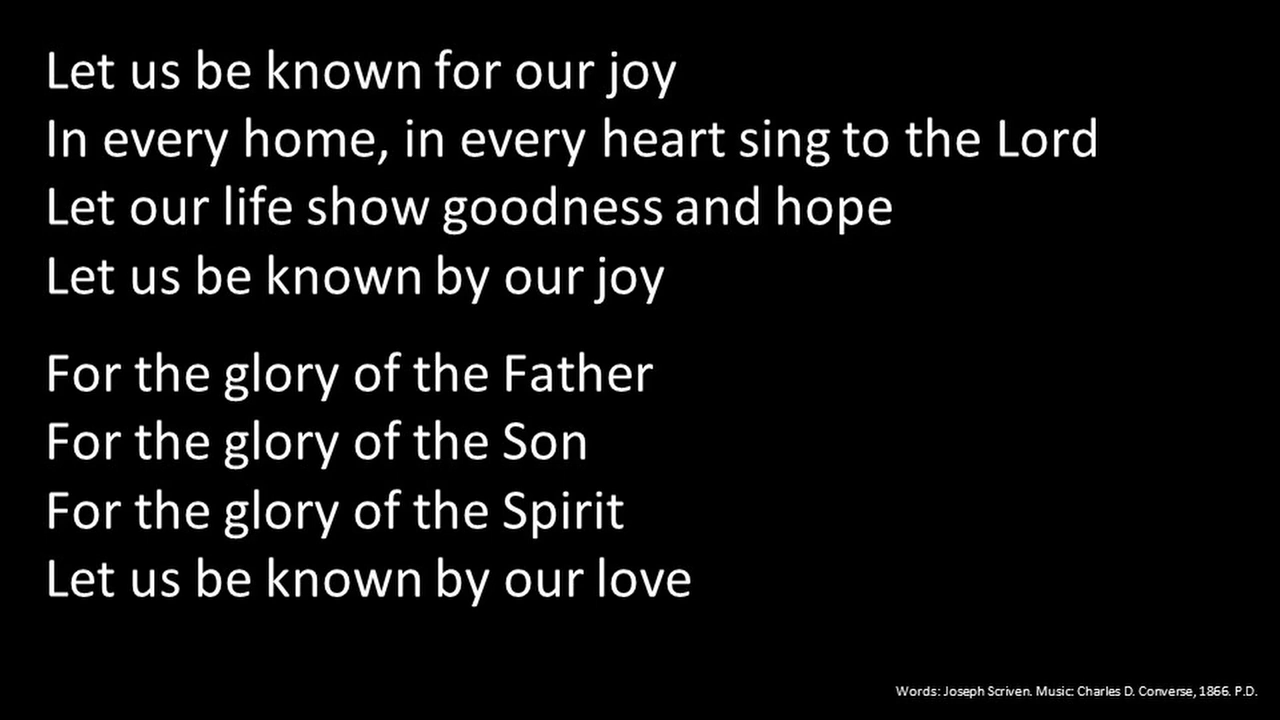 Let us be known for our joy
In every home, in every heart sing to the Lord
Let our life show goodness and hope
Let us be known by our joy
For the glory of the Father
For the glory of the Son
For the glory of the Spirit
Let us be known by our love
Words: Joseph Scriven. Music: Charles D. Converse, 1866. P.D.